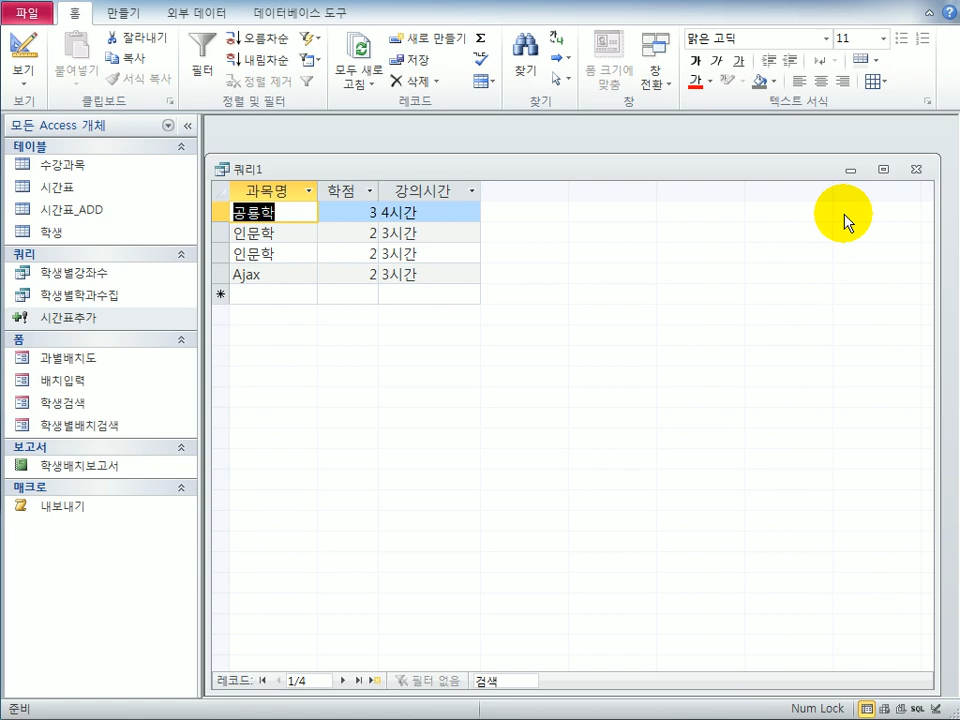 파일 홈 만들기 외부 데이터 데이터베이스 도구
보기
보기
붙여넣기
잘라내기
복사
서식 복사
클립보드
필터
오름차순
내림차순
정렬 제거
정렬 및 필터
모두 새로
고침
새로 만들기
저장
삭제
레코드
찾기
찾기
폼 크기에
맞춤
창
전환
창
맑은 고딕 11
가 가 가
가
텍스트 서식
모든 Access 개체
테이블
수강과목
시간표
시간표_ADD
학생
쿼리
학생별강좌수
학생별학과수집
시간표추가
폼
과별배치도
배치입력
학생검색
학생별배치검색
보고서
학생배치보고서
매크로
내보내기
쿼리1
과목명 학점 강의시간
공룡학 3 4시간
인문학 2 3시간
인문학 2 3시간
Ajax 2 3시간
레코드: 1/4 필터 없음 검색
준비 Num Lock SQL